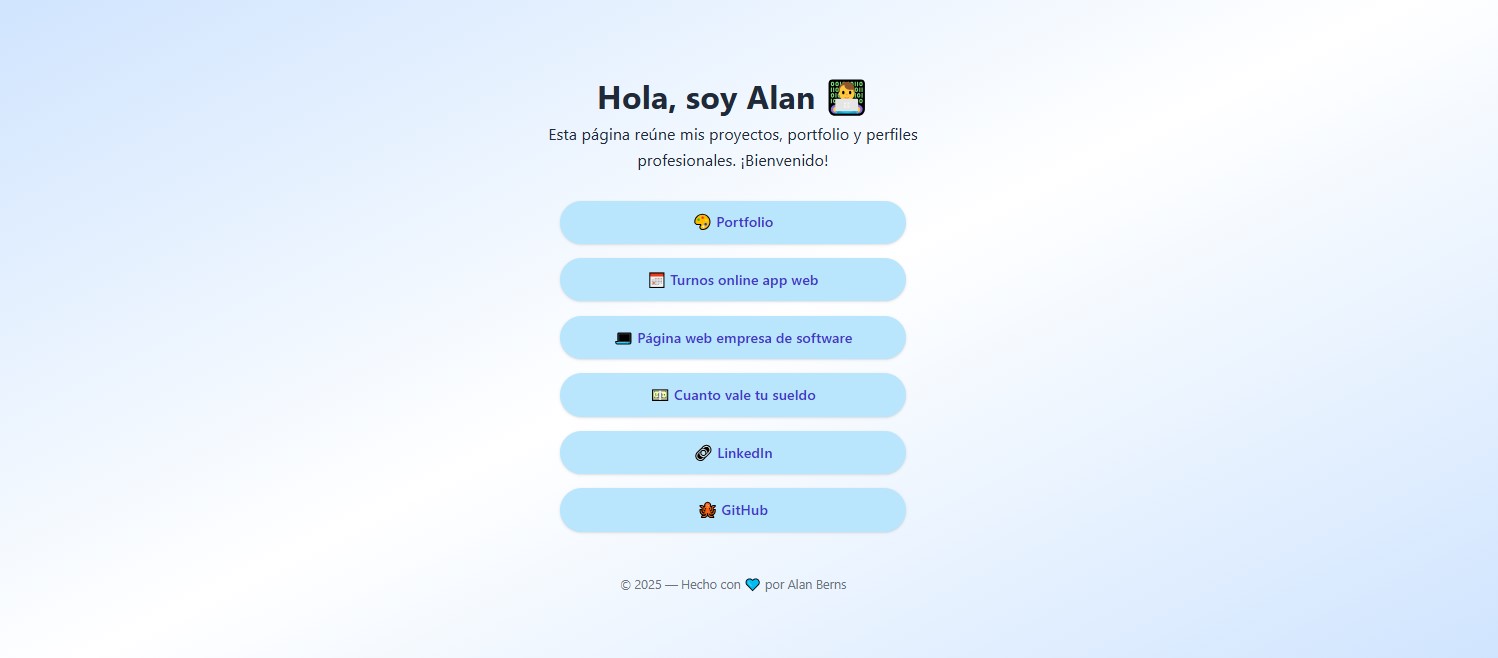 Hola, soy Alan 👨‍💻
Esta página reúne mis proyectos, portfolio y perfiles
profesionales. ¡Bienvenido!
🎨 Portfolio
📅 Turnos online app web
💻 Página web empresa de software
💵 Cuanto vale tu sueldo
🔗 LinkedIn
🐙 GitHub
© 2025 — Hecho con 💙 por Alan Berns